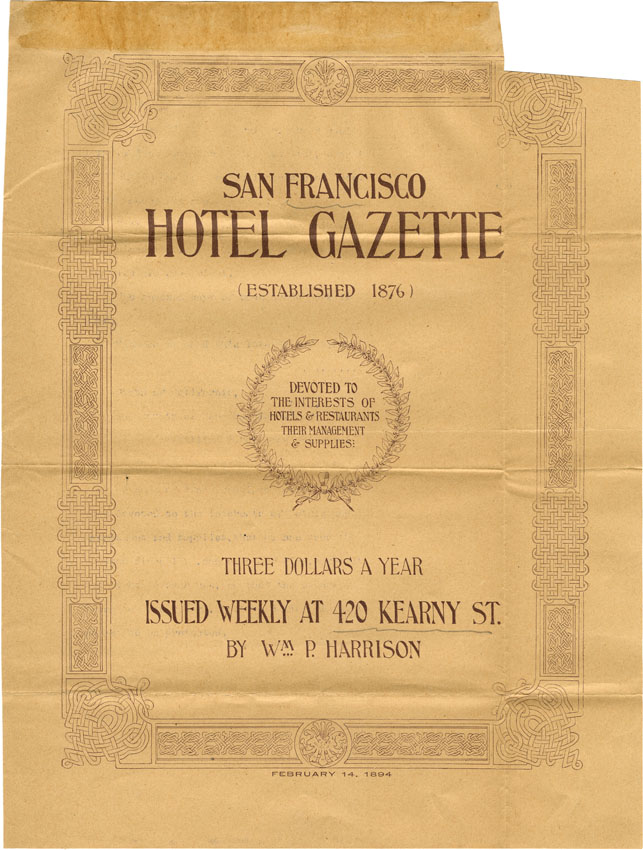 SAN FRANCISCO
HOTEL GAZETTE
(ESTABLISHED 1876)
DEVOTED TO
THE INTERESTS OF
HOTELS & RESTAURANTS
THEIR MANAGEMENT
& SUPPLIES:
THREE DOLLARS A YEAR
ISSUED WEEKLY AT 420 KEARNY ST.
BY WM. P. HARRISON
FEBRUARY 14, 1894